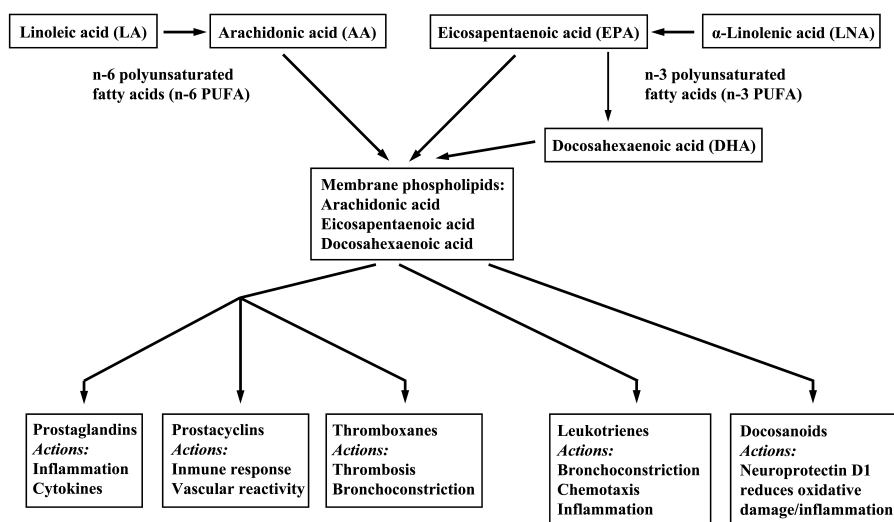 Linoleic acid (LA)
Arachidonic acid (AA)
Eicosapentaenoic acid (EPA)
α-Linolenic acid (LNA)
n-6 polyunsaturated
fatty acids (n-6 PUFA)
n-3 polyunsaturated
fatty acids (n-3 PUFA)
Docosahexaenoic acid (DHA)
Membrane phospholipids:
Arachidonic acid
Eicosapentaenoic acid
Docosahexaenoic acid
Prostaglandins
Actions:
Inflammation
Cytokines
Prostacyclins
Actions:
Inmune response
Vascular reactivity
Thromboxanes
Actions:
Thrombosis
Bronchoconstriction
Leukotrienes
Actions:
Bronchoconstriction
Chemotaxis
Inflammation
Docosanoids
Actions:
Neuroprotectin D1
reduces oxidative
damage/inflammation